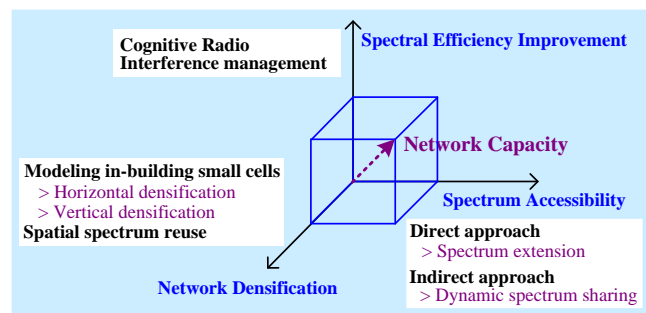 Cognitive Radio
Interference management
Spectral Efficiency Improvement
Network Capacity
Modeling in-building small cells
> Horizontal densification
> Vertical densification
Spatial spectrum reuse
Spectrum Accessibility
Direct approach
> Spectrum extension
Indirect approach
> Dynamic spectrum sharing
Network Densification